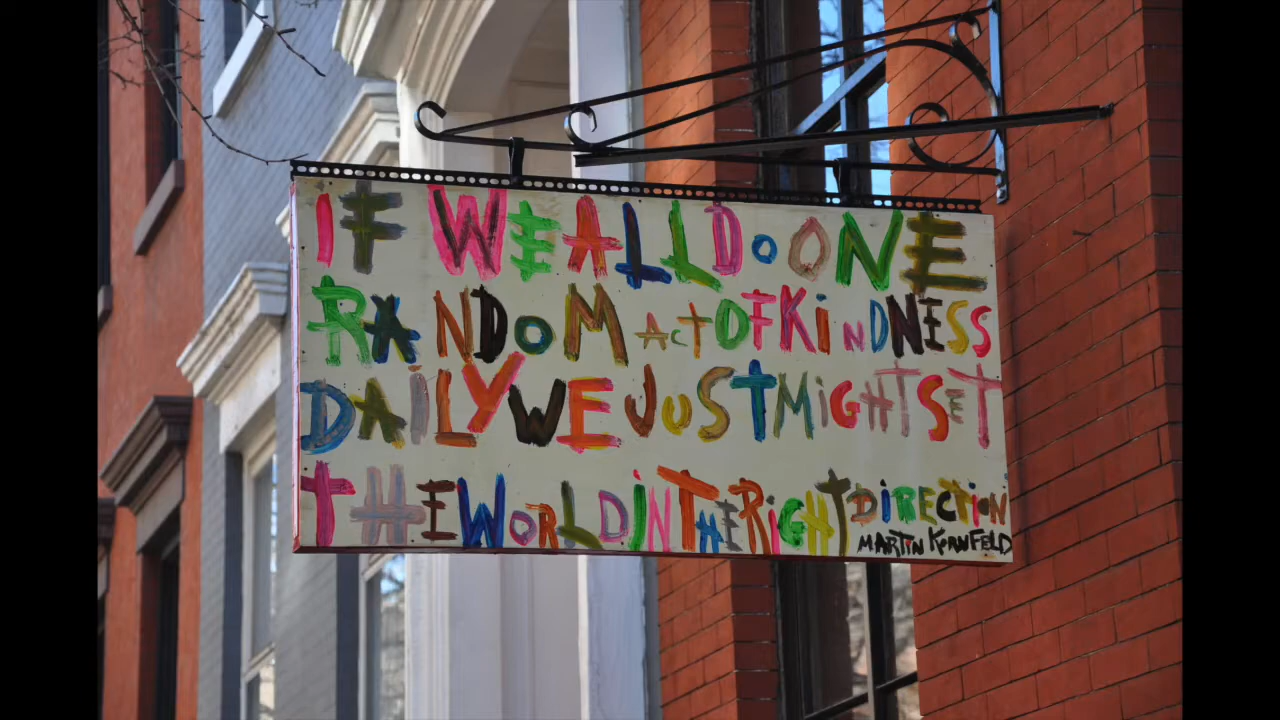 IF WE ALL DO ONE
RANDOM ACT OF KiNDNESS
DAILY WE JUST MiGHT SET
THE WORLD IN THE RiGHT DiRECTiON
MARTIN KORNFELD